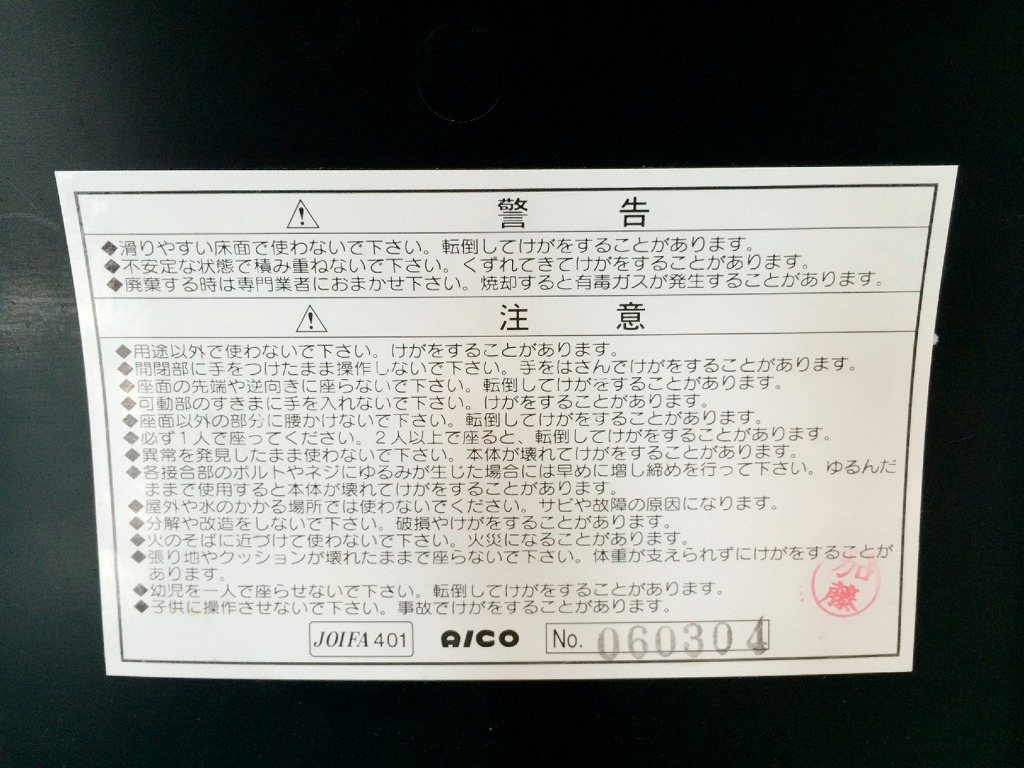 ⚠ 警告
◆滑りやすい床面で使わないで下さい。転倒してけがをすることがあります。
◆不安定な状態で積み重ねないで下さい。くずれてきてけがをすることがあります。
◆廃棄する時は専門業者におまかせ下さい。焼却すると有毒ガスが発生することがあります。
⚠ 注意
◆用途以外で使わないで下さい。けがをすることがあります。
◆開閉部に手をつけたまま操作しないで下さい。手をはさんでけがをすることがあります。
◆座面の先端や逆向きに座らないで下さい。転倒してけがをすることがあります。
◆可動部のすきまに手を入れないで下さい。けがをすることがあります。
◆座面以外の部分に腰かけないで下さい。転倒してけがをすることがあります。
◆必ず1人で座ってください。2人以上で座ると、転倒してけがをすることがあります。
◆異常を発見したまま使わないで下さい。本体が壊れてけがをすることがあります。
◆各接合部のボルトやネジにゆるみが生じた場合には早めに増し締めを行って下さい。ゆるんだ
ままで使用すると本体が壊れてけがをすることがあります。
◆屋外や水のかかる場所では使わないでください。サビや故障の原因になります。
◆分解や改造をしないで下さい。破損やけがをすることがあります。
◆火のそばに近づけて使わないで下さい。火災になることがあります。
◆張り地やクッションが壊れたままで座らないで下さい。体重が支えられずにけがをすることが
あります。
◆幼児を一人で座らせないで下さい。転倒してけがをすることがあります。
◆子供に操作させないで下さい。事故でけがをすることがあります。
加藤
JOIFA 401 AICO No. 060304